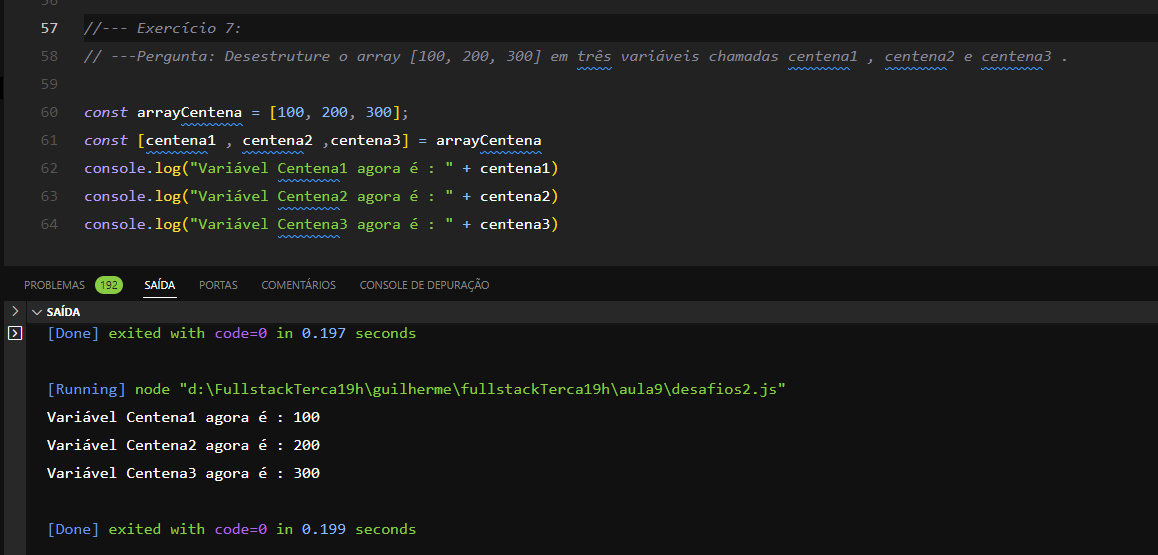 56
57 //--- Exercício 7:
58 // ---Pergunta: Desestruture o array [100, 200, 300] em três variáveis chamadas centena1 , centena2 e centena3 .
59
60 const arrayCentena = [100, 200, 300];
61 const [centena1 , centena2 ,centena3] = arrayCentena
62 console.log("Variável Centena1 agora é : " + centena1)
63 console.log("Variável Centena2 agora é : " + centena2)
64 console.log("Variável Centena3 agora é : " + centena3)
PROBLEMAS 192 SAÍDA PORTAS COMENTÁRIOS CONSOLE DE DEPURAÇÃO
SAÍDA
[Done] exited with code=0 in 0.197 seconds
[Running] node "d:\FullstackTerca19h\guilherme\fullstackTerca19h\aula9\desafios2.js"
Variável Centena1 agora é : 100
Variável Centena2 agora é : 200
Variável Centena3 agora é : 300
[Done] exited with code=0 in 0.199 seconds